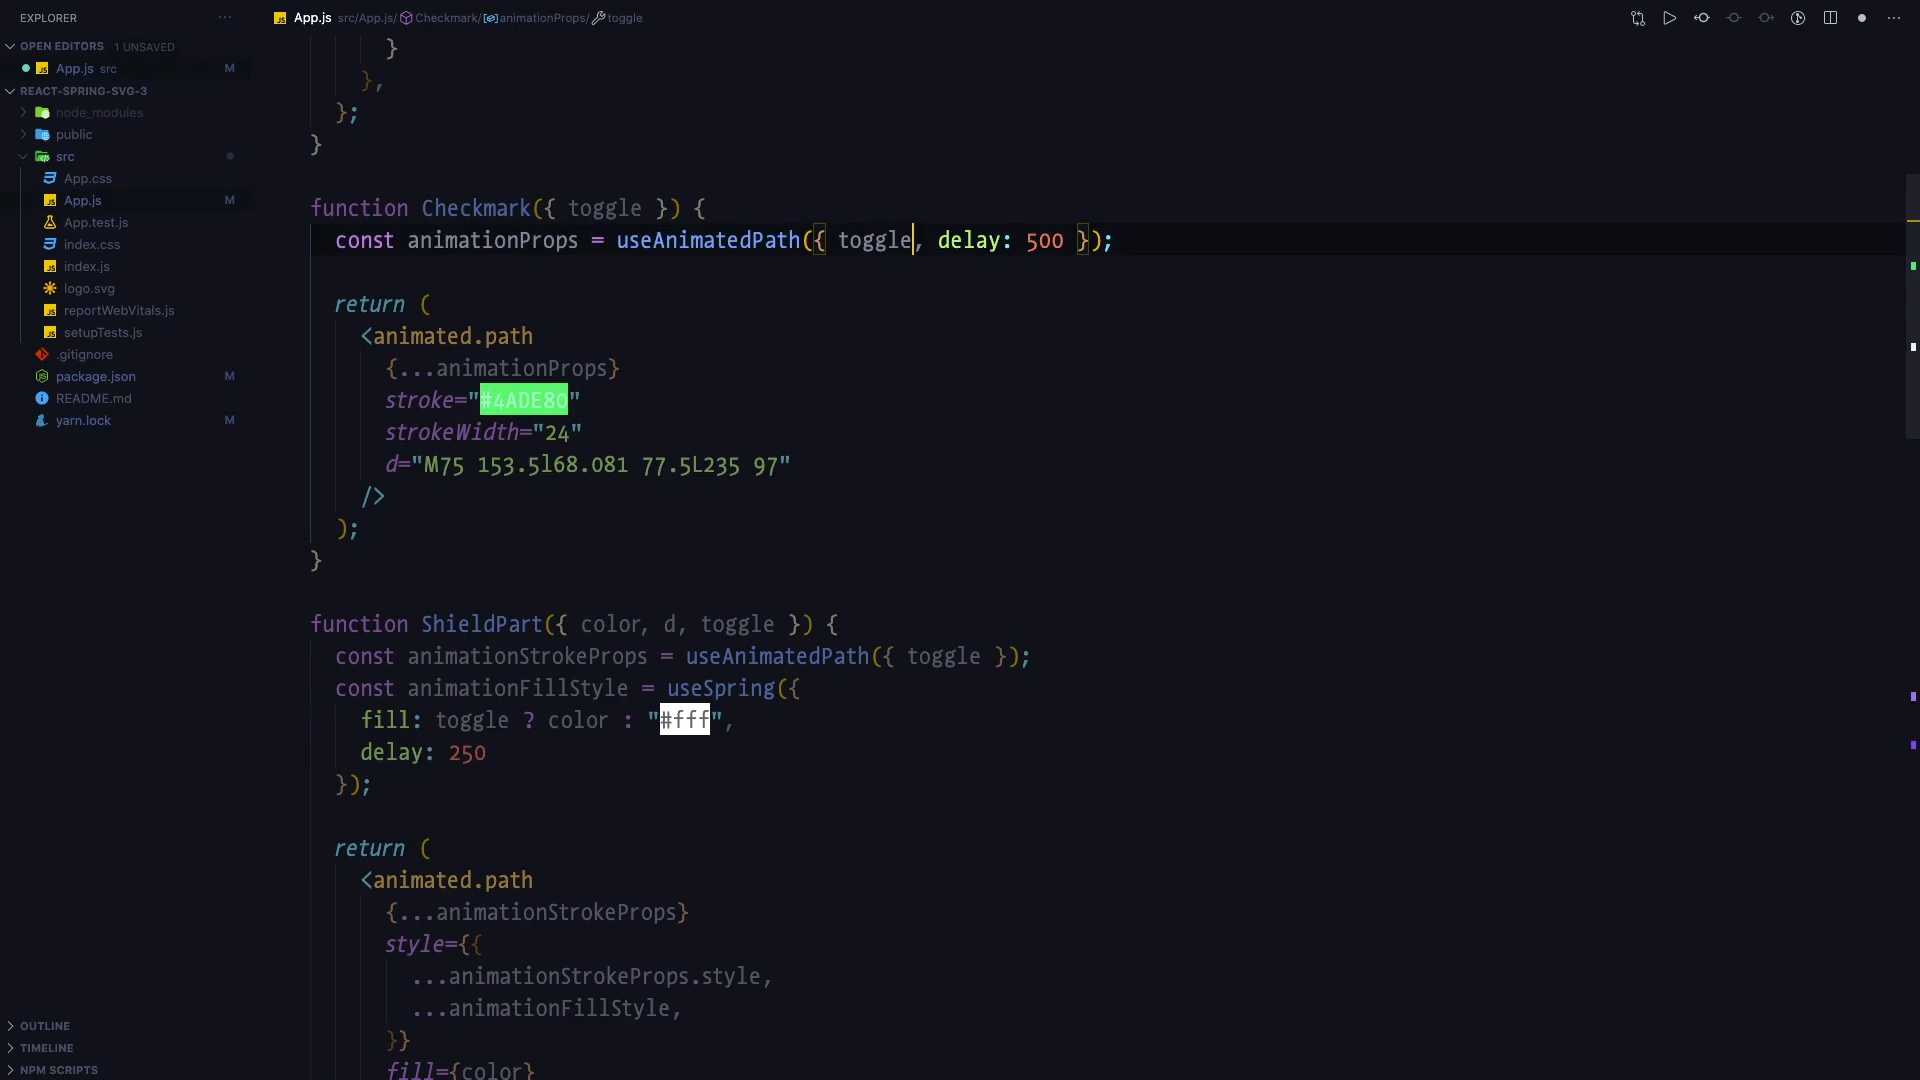 EXPLORER
App.js src/App.js/ Checkmark/ animationProps/ toggle
OPEN EDITORS 1 UNSAVED
App.js src M
REACT-SPRING-SVG-3
node_modules
public
src
App.css
App.js M
App.test.js
index.css
index.js
logo.svg
reportWebVitals.js
setupTests.js
.gitignore
package.json M
README.md
yarn.lock M
OUTLINE
TIMELINE
NPM SCRIPTS
}
},
};
}
function Checkmark({ toggle }) {
const animationProps = useAnimatedPath({ toggle, delay: 500 });
return (
<animated.path
{...animationProps}
stroke="#4ADE80"
strokeWidth="24"
d="M75 153.5l68.081 77.5L235 97"
/>
);
}
function ShieldPart({ color, d, toggle }) {
const animationStrokeProps = useAnimatedPath({ toggle });
const animationFillStyle = useSpring({
fill: toggle ? color : "#fff",
delay: 250
});
return (
<animated.path
{...animationStrokeProps}
style={{
...animationStrokeProps.style,
...animationFillStyle,
}}
fill={color}